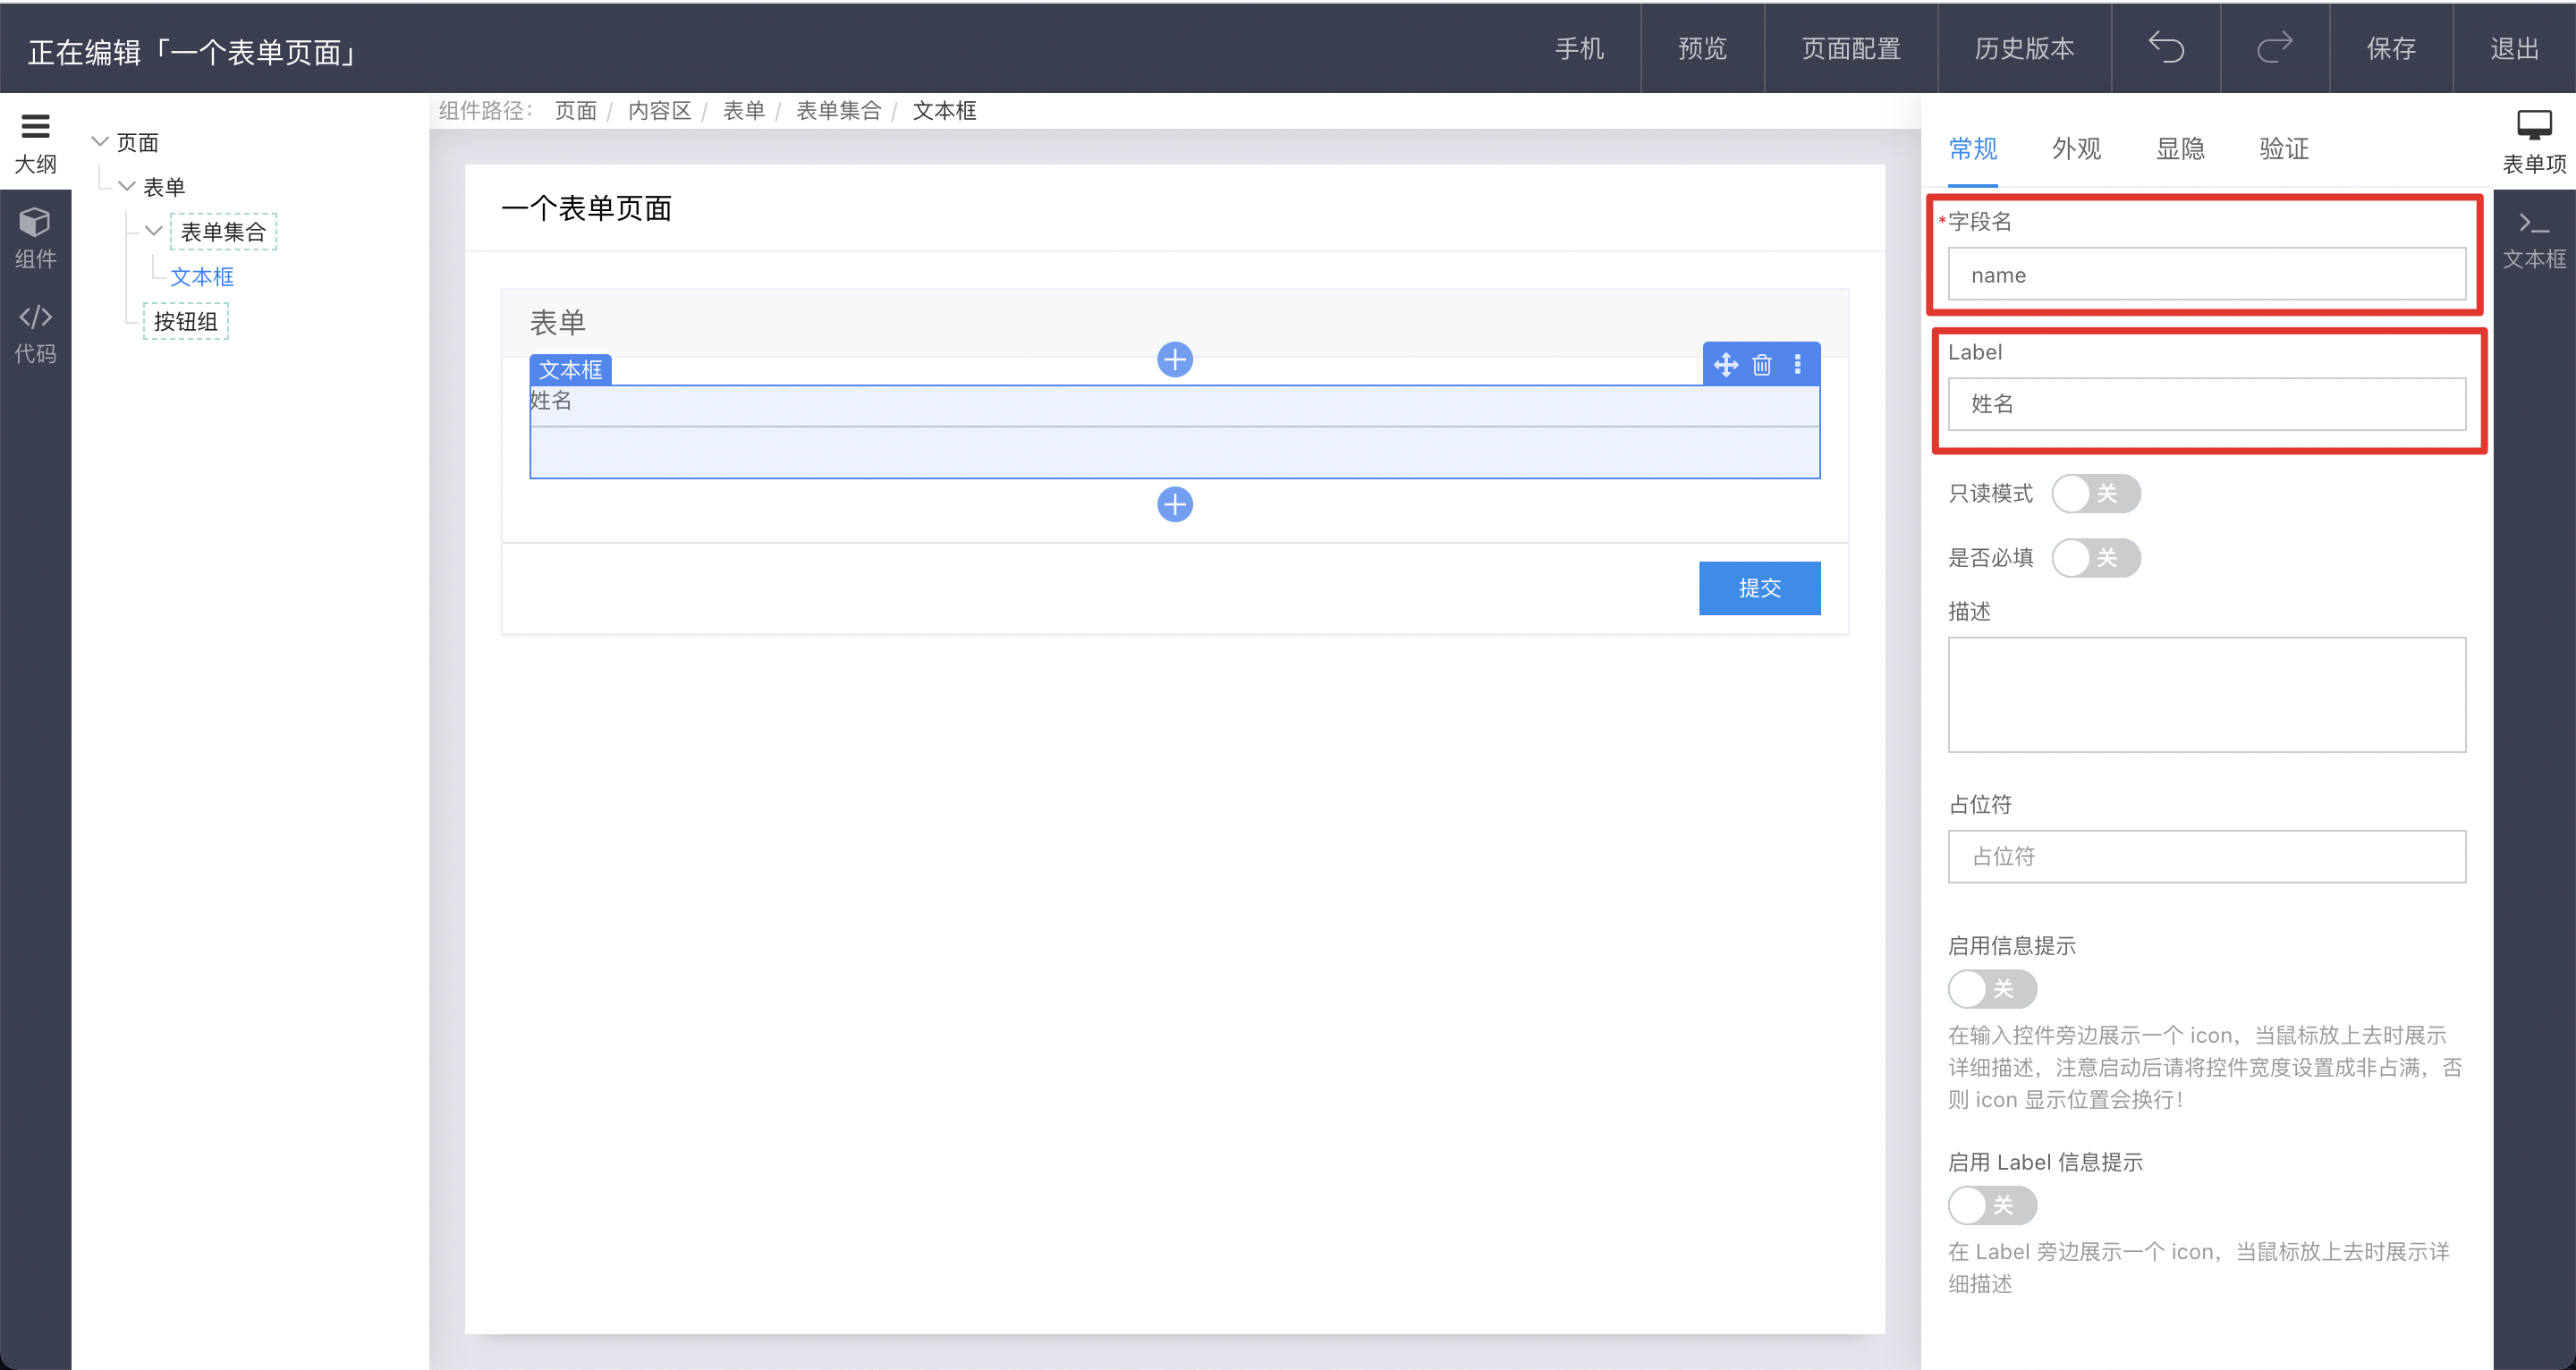 正在编辑「一个表单页面」
手机
预览
页面配置
历史版本
保存
退出
大纲
组件
代码
页面
表单
表单集合
文本框
按钮组
组件路径： 页面 / 内容区 / 表单 / 表单集合 / 文本框
一个表单页面
表单
文本框
姓名
提交
常规
外观
显隐
验证
*字段名
name
Label
姓名
只读模式 关
是否必填 关
描述
占位符
占位符
启用信息提示
关
在输入控件旁边展示一个 icon，当鼠标放上去时展示
详细描述，注意启动后请将控件宽度设置成非占满，否
则 icon 显示位置会换行！
启用 Label 信息提示
关
在 Label 旁边展示一个 icon，当鼠标放上去时展示详
细描述
表单项
文本框